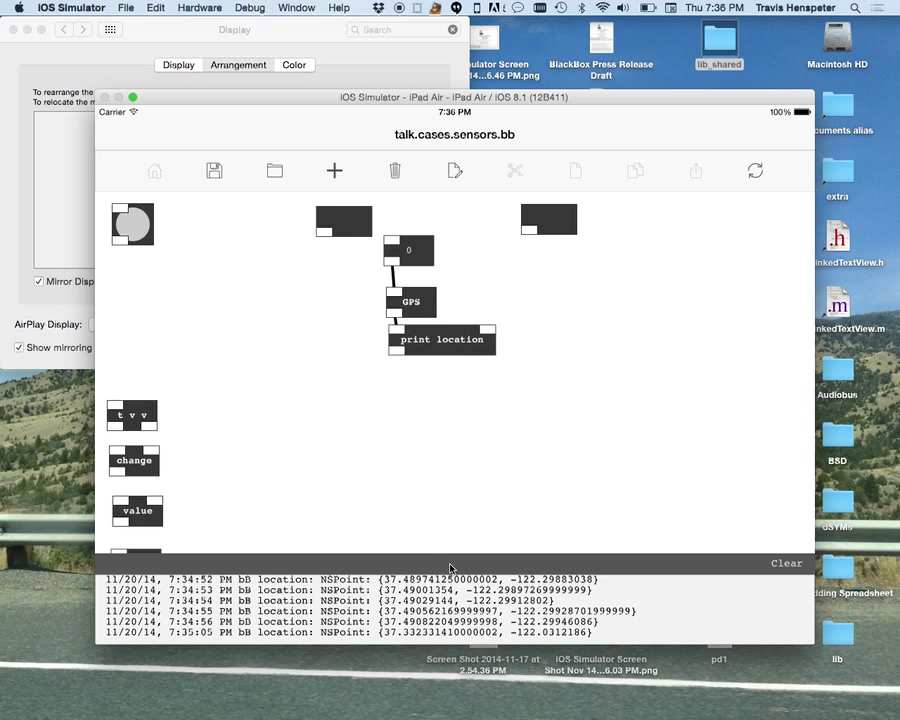 iOS Simulator File Edit Hardware Debug Window Help Thu 7:36 PM Travis Henspeter
Display
Search
Display Arrangement Color
To rearrange the
To relocate the m
Mirror Disp
AirPlay Display:
Show mirroring
ulator Screen
14...6.46 PM.png
BlackBox Press Release
Draft
lib_shared
Macintosh HD
cuments alias
extra
.h
inkedTextView.h
.m
inkedTextView.m
Audiobus
BSD
dSYMs
dding Spreadsheet
lib
iOS Simulator - iPad Air - iPad Air / iOS 8.1 (12B411)
Carrier 7:36 PM 100%
talk.cases.sensors.bb
0
GPS
print location
t v v
change
value
Clear
11/20/14, 7:34:52 PM bB location: NSPoint: {37.489741250000002, -122.29883038}
11/20/14, 7:34:53 PM bB location: NSPoint: {37.49001354, -122.29897269999999}
11/20/14, 7:34:54 PM bB location: NSPoint: {37.49029144, -122.29912802}
11/20/14, 7:34:55 PM bB location: NSPoint: {37.490562169999997, -122.29928701999999}
11/20/14, 7:34:56 PM bB location: NSPoint: {37.490822049999998, -122.29946086}
11/20/14, 7:35:05 PM bB location: NSPoint: {37.332331410000002, -122.0312186}
Screen Shot 2014-11-17 at
2.54.36 PM
iOS Simulator Screen
Shot Nov 14...6.03 PM.png
pd1